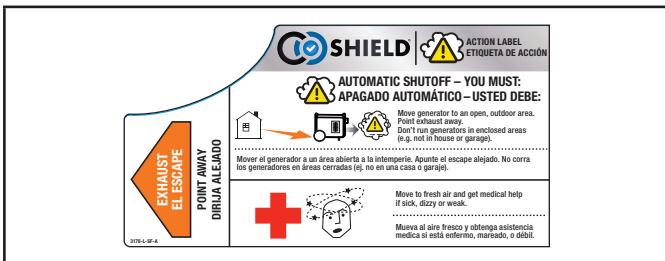 CO SHIELD
ACTION LABEL
ETIQUETA DE ACCIÓN
AUTOMATIC SHUTOFF – YOU MUST:
APAGADO AUTOMÁTICO – USTED DEBE:
Move generator to an open, outdoor area.
Point exhaust away.
Don't run generators in enclosed areas
(e.g. not in house or garage).
Mover el generador a un área abierta a la intemperie. Apunte el escape alejado. No corra
los generadores en áreas cerradas (ej. no en una casa o garaje).
EXHAUST
EL ESCAPE
POINT AWAY
DIRIJA ALEJADO
Move to fresh air and get medical help
if sick, dizzy or weak.
Mueva al aire fresco y obtenga asistencia
medica si está enfermo, mareado, o débil.
3176-L-SF-A